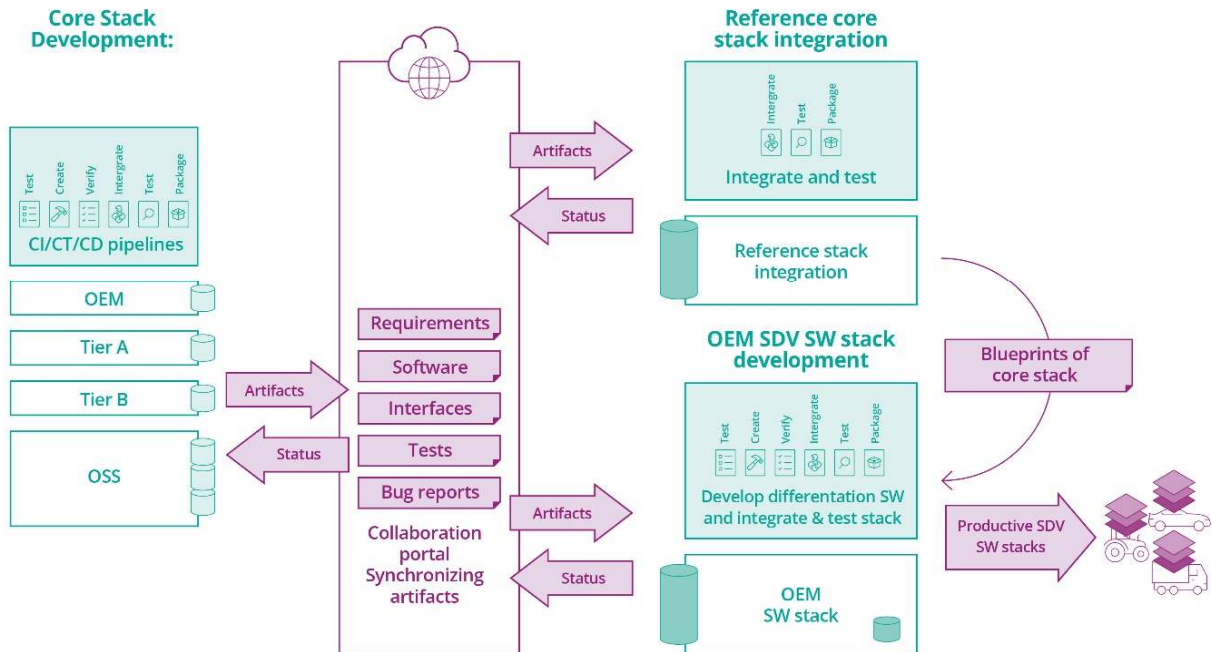 Core Stack
Development:
Test
Create
Verify
Intergrate
Test
Package
CI/CT/CD pipelines
OEM
Tier A
Tier B
OSS
Artifacts
Status
Requirements
Software
Interfaces
Tests
Bug reports
Collaboration
portal
Synchronizing
artifacts
Artifacts
Status
Artifacts
Status
Reference core
stack integration
Intergrate
Test
Package
Integrate and test
Reference stack
integration
OEM SDV SW stack
development
Test
Create
Verify
Intergrate
Test
Package
Develop differentation SW
and integrate & test stack
OEM
SW stack
Blueprints of
core stack
Productive SDV
SW stacks